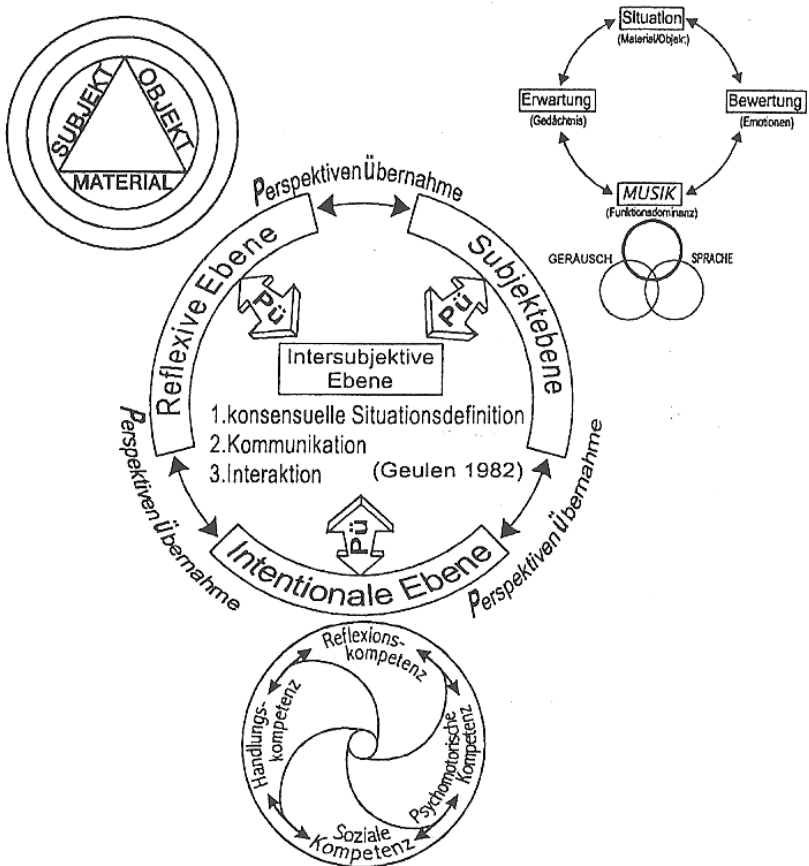 SUBJEKT
OBJEKT
MATERIAL
Situation
(Material/Objekt)
Erwartung
(Gedächtnis)
Bewertung
(Emotionen)
MUSIK
(Funktionsdominanz)
GERÄUSCH
SPRACHE
PerspektivenÜbernahme
Reflexive Ebene
Subjektebene
Pü
Pü
Intersubjektive
Ebene
1.konsensuelle Situationsdefinition
2.Kommunikation
3.Interaktion
(Geulen 1982)
PerspektivenÜbernahme
PerspektivenÜbernahme
Pü
Intentionale Ebene
Reflexions-
kompetenz
Handlungs-
kompetenz
Psychomotorische
Kompetenz
Soziale
Kompetenz